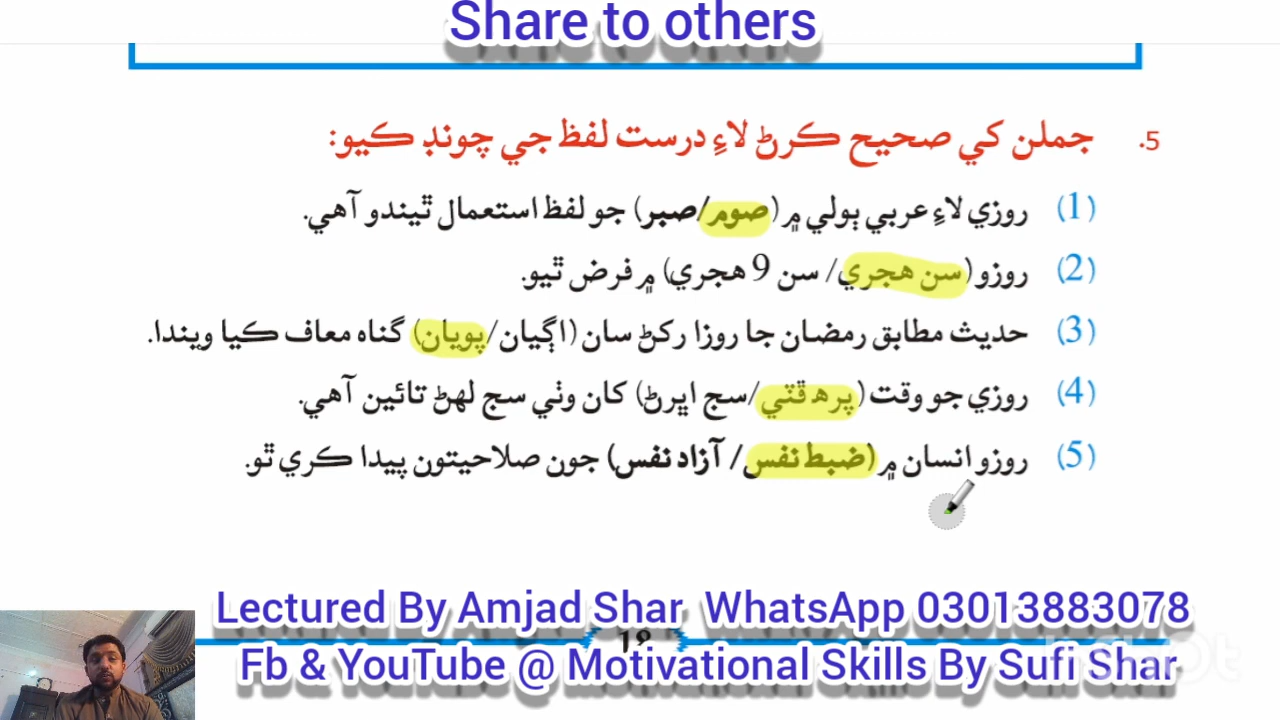 Share to others
5. جملن کي صحيح ڪرڻ لاءِ درست لفظ جي چونڊ ڪيو:
(1) روزي لاءِ عربي ٻولي ۾ (صوم/صبر) جو لفظ استعمال ٿيندو آهي.
(2) روزو (سن هجري/ سن 9 هجري) ۾ فرض ٿيو.
(3) حديث مطابق رمضان جا روزا رکڻ سان (اڳيان/پويان) گناه معاف ڪيا ويندا.
(4) روزي جو وقت (پرھ ڦٽي/سج اڀرڻ) کان وٺي سج لهڻ تائين آهي.
(5) روزو انسان ۾ (ضبط نفس/ آزاد نفس) جون صلاحيتون پيدا ڪري ٿو.
Lectured By Amjad Shar WhatsApp 03013883078
Fb & YouTube @ Motivational Skills By Sufi Shar